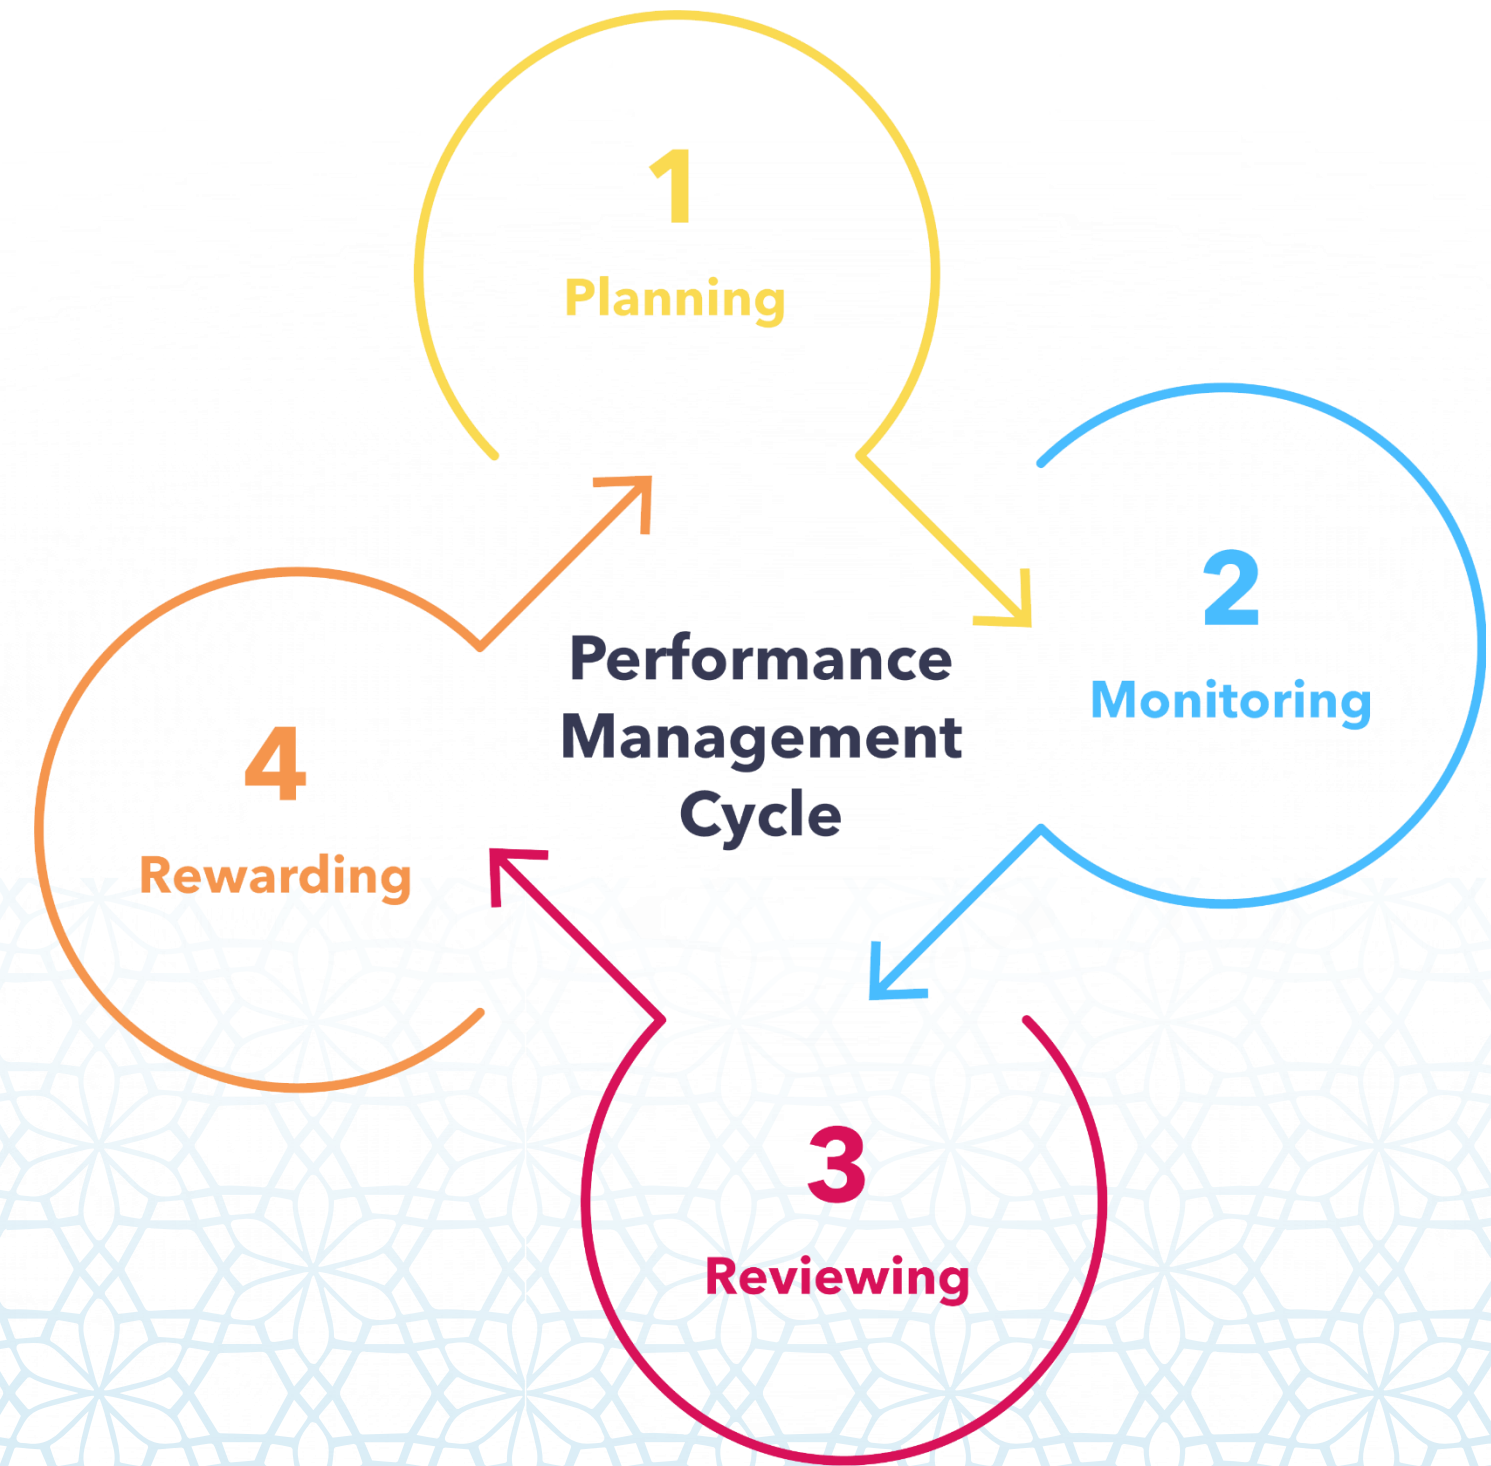 1
Planning
2
Monitoring
Performance
Management
Cycle
4
Rewarding
3
Reviewing